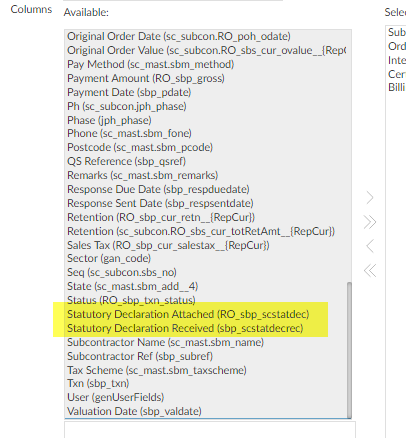 Columns Available: Selec
Original Order Date (sc_subcon.RO_poh_odate)
Original Order Value (sc_subcon.RO_sbs_cur_ovalue__{RepC
Pay Method (sc_mast.sbm_method)
Payment Amount (RO_sbp_gross)
Payment Date (sbp_pdate)
Ph (sc_subcon.jph_phase)
Phase (jph_phase)
Phone (sc_mast.sbm_fone)
Postcode (sc_mast.sbm_pcode)
QS Reference (sbp_qsref)
Remarks (sc_mast.sbm_remarks)
Response Due Date (sbp_respduedate)
Response Sent Date (sbp_respsentdate)
Retention (RO_sbp_cur_retn__{RepCur})
Retention (sc_subcon.RO_sbs_cur_totRetAmt__{RepCur})
Sales Tax (RO_sbp_cur_salestax__{RepCur})
Sector (gan_code)
Seq (sc_subcon.sbs_no)
State (sc_mast.sbm_add__4)
Status (RO_sbp_txn_status)
Statutory Declaration Attached (RO_sbp_scstatdec)
Statutory Declaration Received (sbp_scstatdecrec)
Subcontractor Name (sc_mast.sbm_name)
Subcontractor Ref (sbp_subref)
Tax Scheme (sc_mast.sbm_taxscheme)
Txn (sbp_txn)
User (genUserFields)
Valuation Date (sbp_valdate)
Sub
Ord
Inte
Cer
Billi